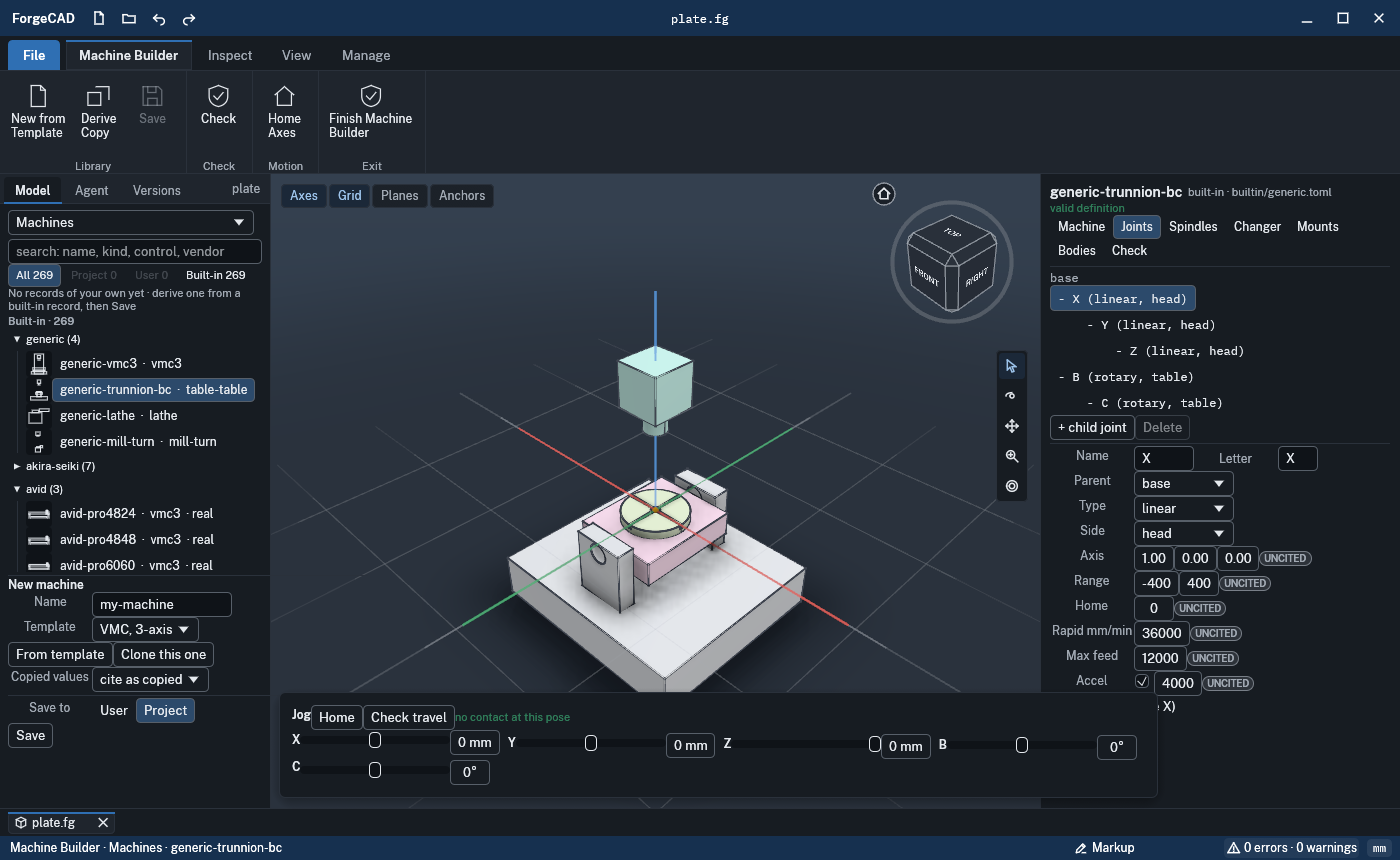 ForgeCAD
plate.fg
File
Machine Builder
Inspect
View
Manage
New from Template
Derive Copy
Save
Check
Home Axes
Finish Machine Builder
Library
Check
Motion
Exit
Model
Agent
Versions
plate
Machines
search: name, kind, control, vendor
All 269
Project 0
User 0
Built-in 269
No records of your own yet · derive one from a
built-in record, then Save
Built-in · 269
generic (4)
generic-vmc3 · vmc3
generic-trunnion-bc · table-table
generic-lathe · lathe
generic-mill-turn · mill-turn
akira-seiki (7)
avid (3)
avid-pro4824 · vmc3 · real
avid-pro4848 · vmc3 · real
avid-pro6060 · vmc3 · real
New machine
Name
my-machine
Template
VMC, 3-axis
From template
Clone this one
Copied values
cite as copied
Save to
User
Project
Save
Axes
Grid
Planes
Anchors
TOP
FRONT
RIGHT
Jog
Home
Check travel
no contact at this pose
X
0 mm
Y
0 mm
Z
0 mm
B
0°
C
0°
generic-trunnion-bc built-in · builtin/generic.toml
valid definition
Machine
Joints
Spindles
Changer
Mounts
Bodies
Check
base
- X (linear, head)
- Y (linear, head)
- Z (linear, head)
- B (rotary, table)
- C (rotary, table)
+ child joint
Delete
Name
X
Letter
X
Parent
base
Type
linear
Side
head
Axis
1.00
0.00
0.00
UNCITED
Range
-400
400
UNCITED
Home
0
UNCITED
Rapid mm/min
36000
UNCITED
Max feed
12000
UNCITED
Accel
4000
UNCITED
X)
plate.fg
Machine Builder · Machines · generic-trunnion-bc
Markup
0 errors · 0 warnings
mm